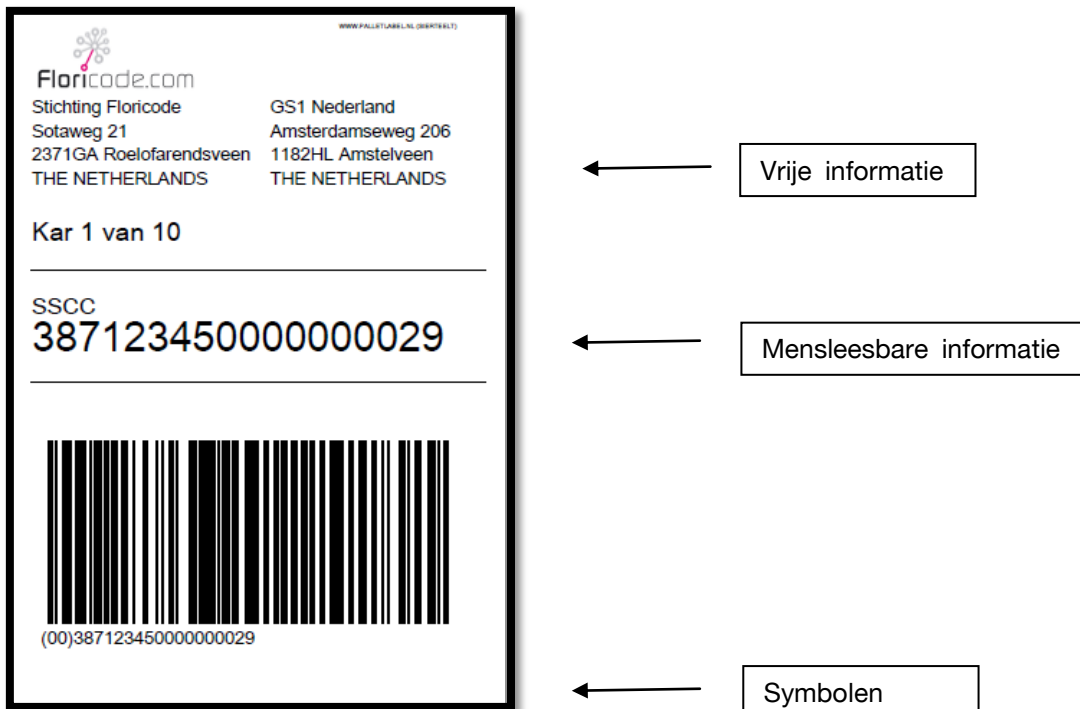 WWW.PALLETLABEL.NL (BERTEELT)
Floricode.com
Stichting Floricode
Sotaweg 21
2371GA Roelofarendsveen
THE NETHERLANDS
GS1 Nederland
Amsterdamseweg 206
1182HL Amstelveen
THE NETHERLANDS
Vrije informatie
Kar 1 van 10
SSCC
387123450000000029
Mensleesbare informatie
(00)387123450000000029
Symbolen